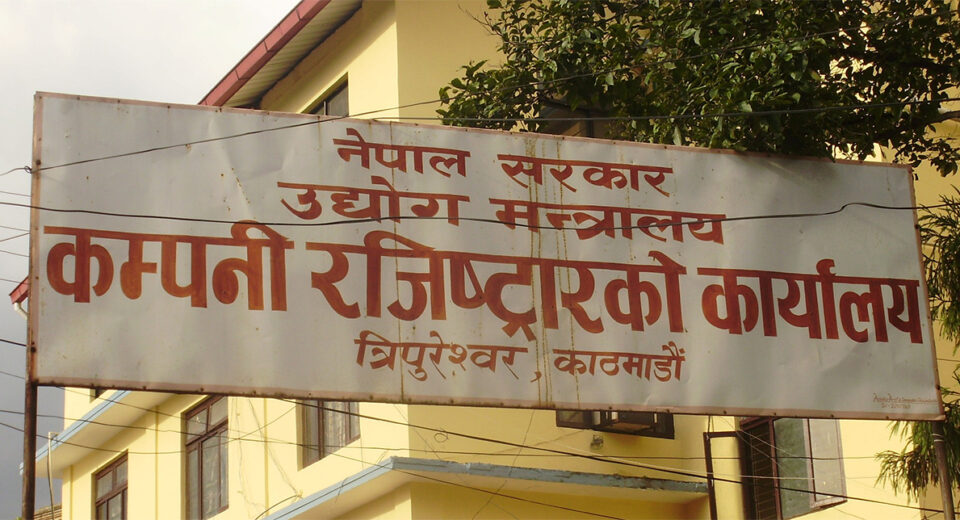 नेपाल सरकार
उद्योग मन्त्रालय
कम्पनी रजिष्ट्रारको कार्यालय
त्रिपुरेश्वर, काठमाडौं